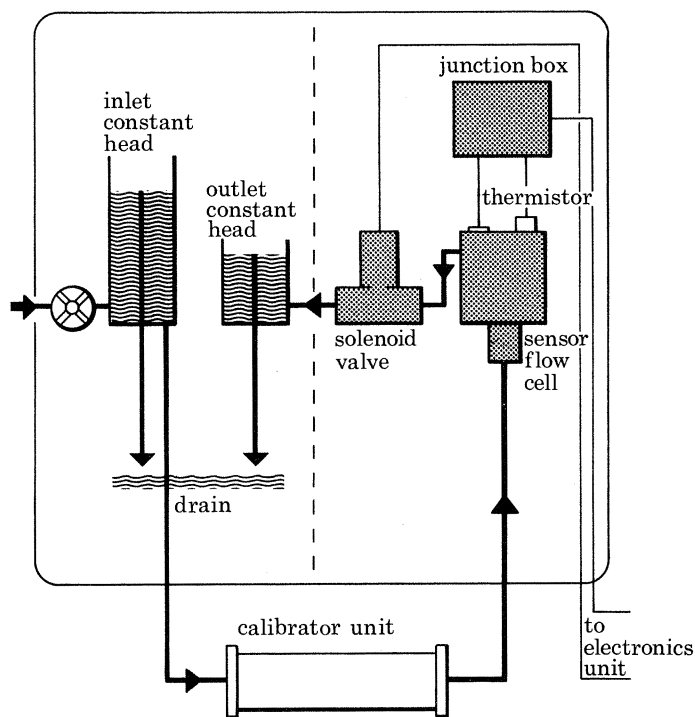 junction box
inlet
constant
head
thermistor
outlet
constant
head
solenoid
valve
sensor
flow
cell
drain
calibrator unit
to
electronics
unit